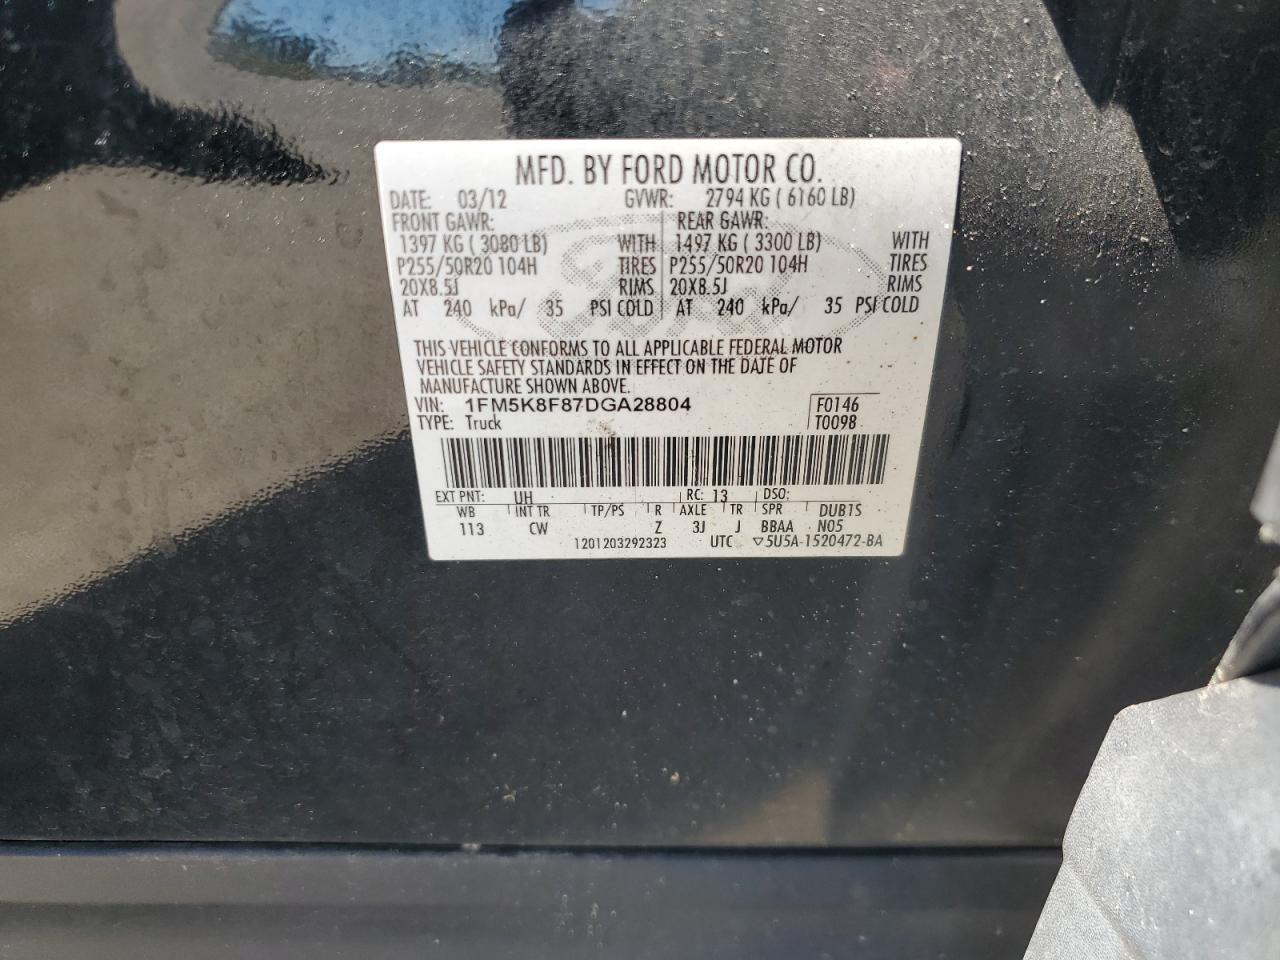 MFD. BY FORD MOTOR CO.
DATE: 03/12 GVWR: 2794 KG ( 6160 LB)
FRONT GAWR: REAR GAWR:
1397 KG ( 3080 LB) WITH 1497 KG ( 3300 LB) WITH
P255/50R20 104H TIRES P255/50R20 104H TIRES
20X8.5J RIMS 20X8.5J RIMS
AT 240 kPa/ 35 PSI COLD AT 240 kPa/ 35 PSI COLD
THIS VEHICLE CONFORMS TO ALL APPLICABLE FEDERAL MOTOR
VEHICLE SAFETY STANDARDS IN EFFECT ON THE DATE OF
MANUFACTURE SHOWN ABOVE.
VIN: 1FM5K8F87DGA28804 F0146
TYPE: Truck T0098
EXT PNT: UH RC: 13 DSO:
WB INT TR TP/PS R AXLE TR SPR DUB1S
113 CW Z 3J J BBAA N05
1201203292323 UTC ▽5U5A-1520472-BA